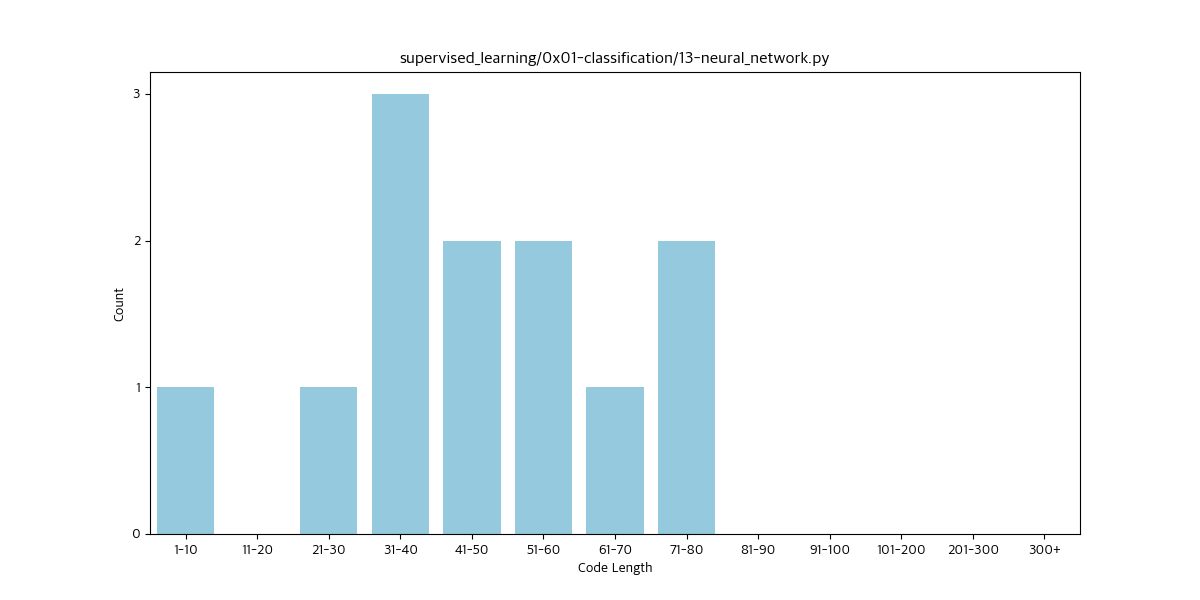 supervised_learning/0x01-classification/13-neural_network.py
3
2
1
0
Count
1-10 11-20 21-30 31-40 41-50 51-60 61-70 71-80 81-90 91-100 101-200 201-300 300+
Code Length